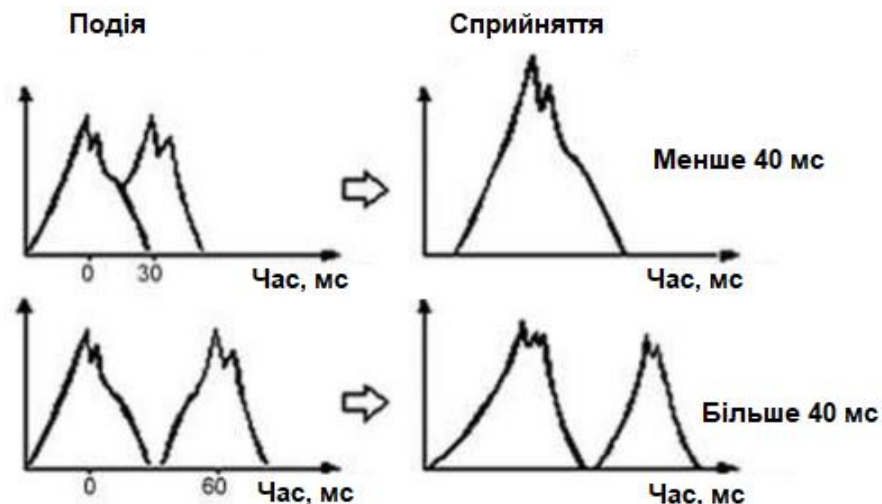 Подія
Сприйняття
Менше 40 мс
0 30 Час, мс
Час, мс
Більше 40 мс
0 60 Час, мс
Час, мс